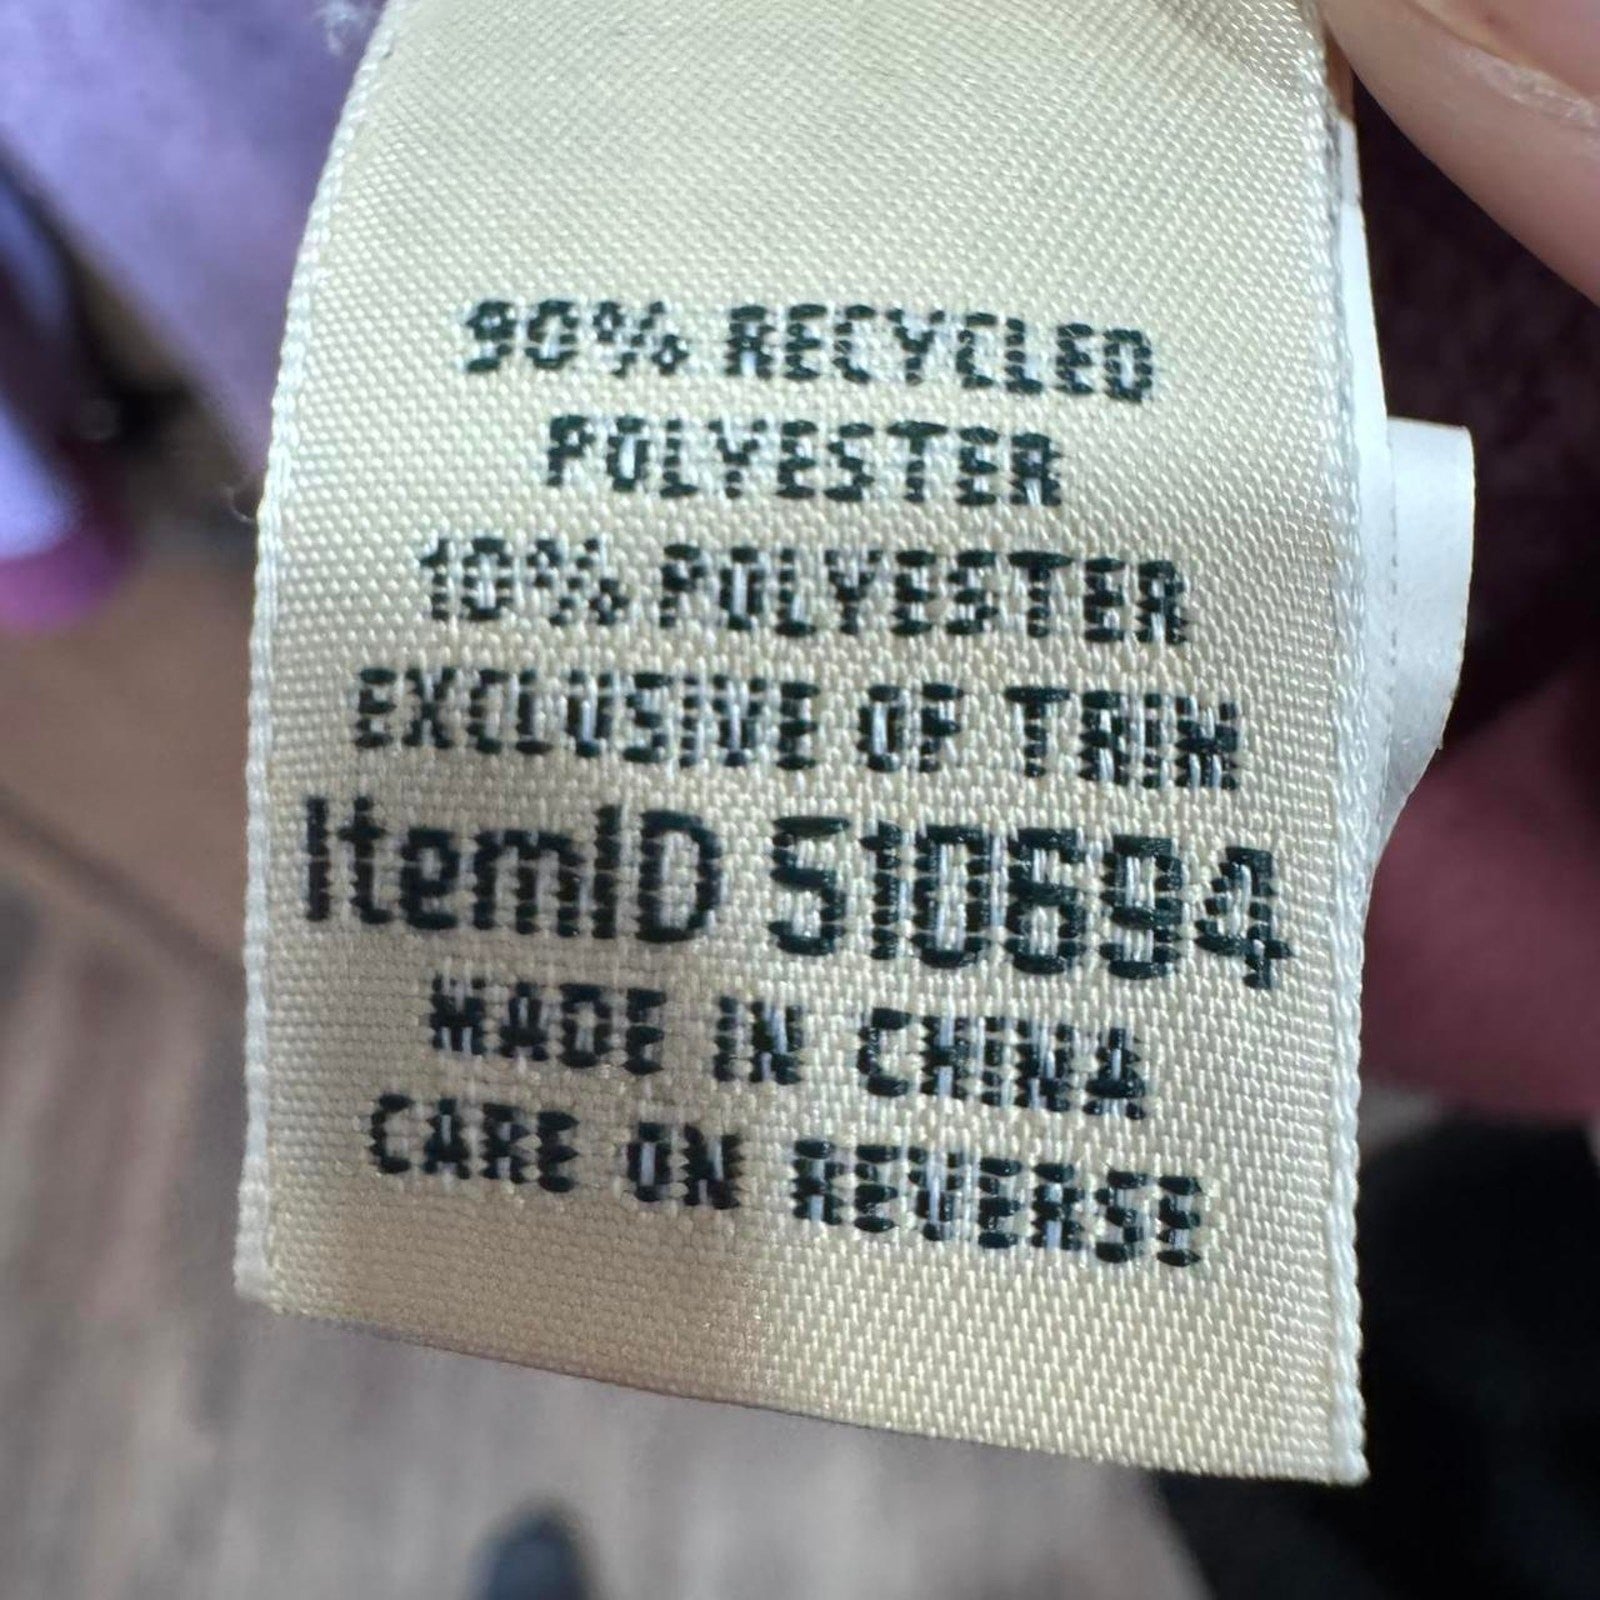 90% RECYCLED
POLYESTER
10% POLYESTER
EXCLUSIVE OF TRIM
ItemID 510694
MADE IN CHINA
CARE ON REVERSE